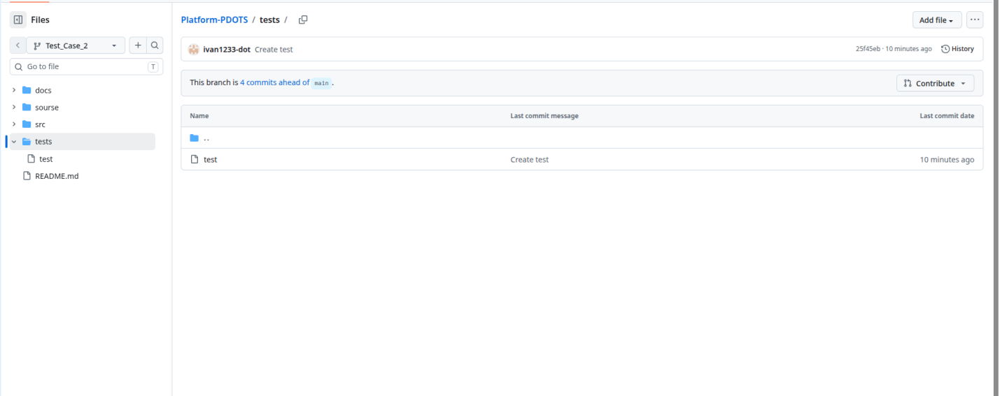 Files
Test_Case_2
Go to file
T
docs
sourse
src
tests
test
README.md
Platform-PDOTS / tests /
Add file
ivan1233-dot Create test
25f45eb · 10 minutes ago
History
This branch is 4 commits ahead of main .
Contribute
Name Last commit message Last commit date
..
test Create test 10 minutes ago